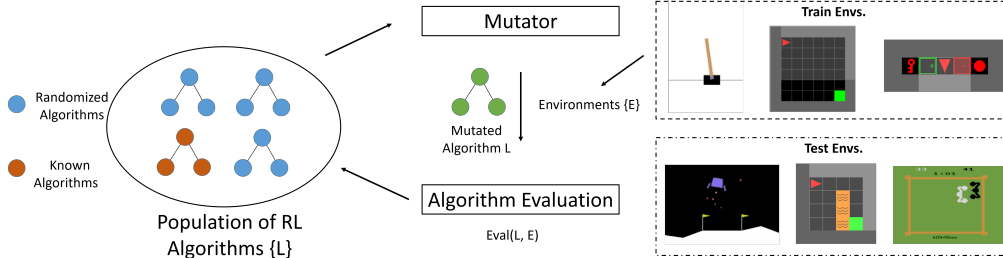 Randomized
Algorithms
Known
Algorithms
Population of RL
Algorithms {L}
Mutator
Mutated
Algorithm L
Environments {E}
Algorithm Evaluation
Eval(L, E)
Train Envs.
Test Envs.